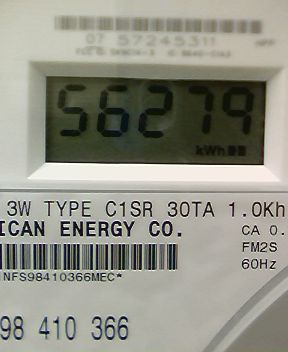 07 57245311
56279
kWh
3W TYPE C1SR 30TA 1.0Kh
ICAN ENERGY CO.
CA 0.
FM2S
60Hz
NFS98410366MEC*
98 410 366